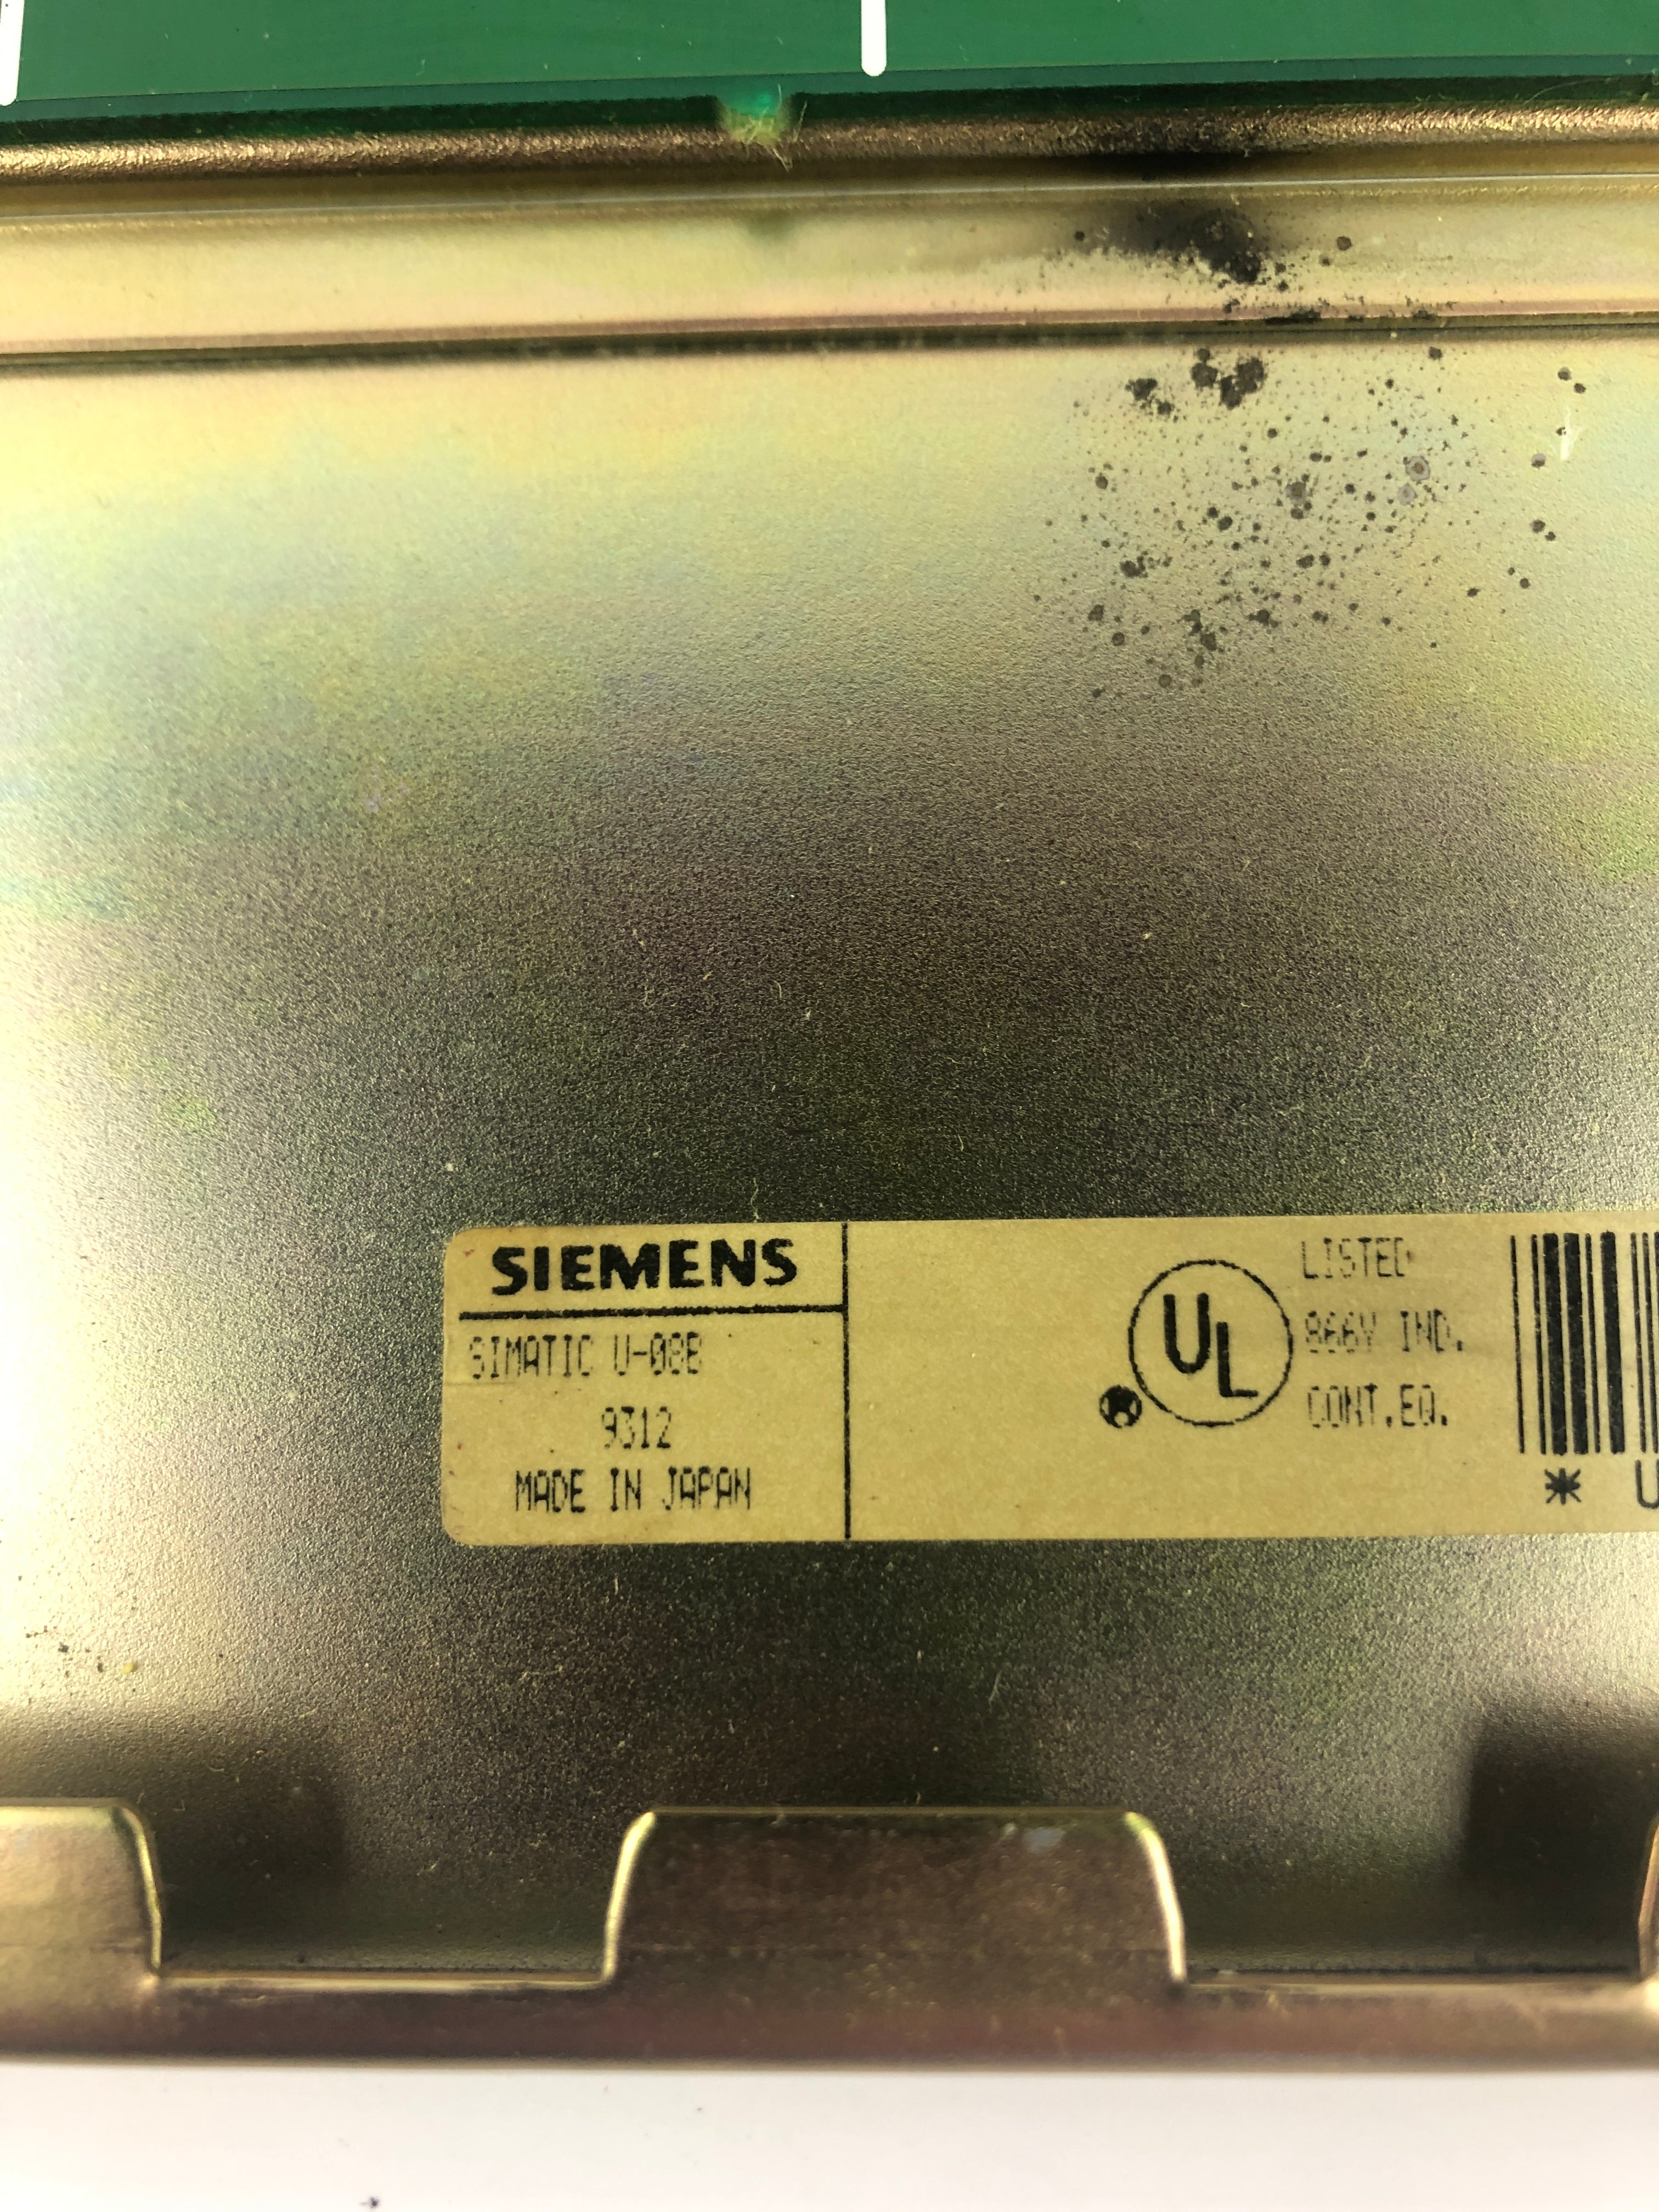 SIEMENS
SIMATIC U-08B
9312
MADE IN JAPAN
UL
LISTED
866V IND.
CONT.EQ.
* U